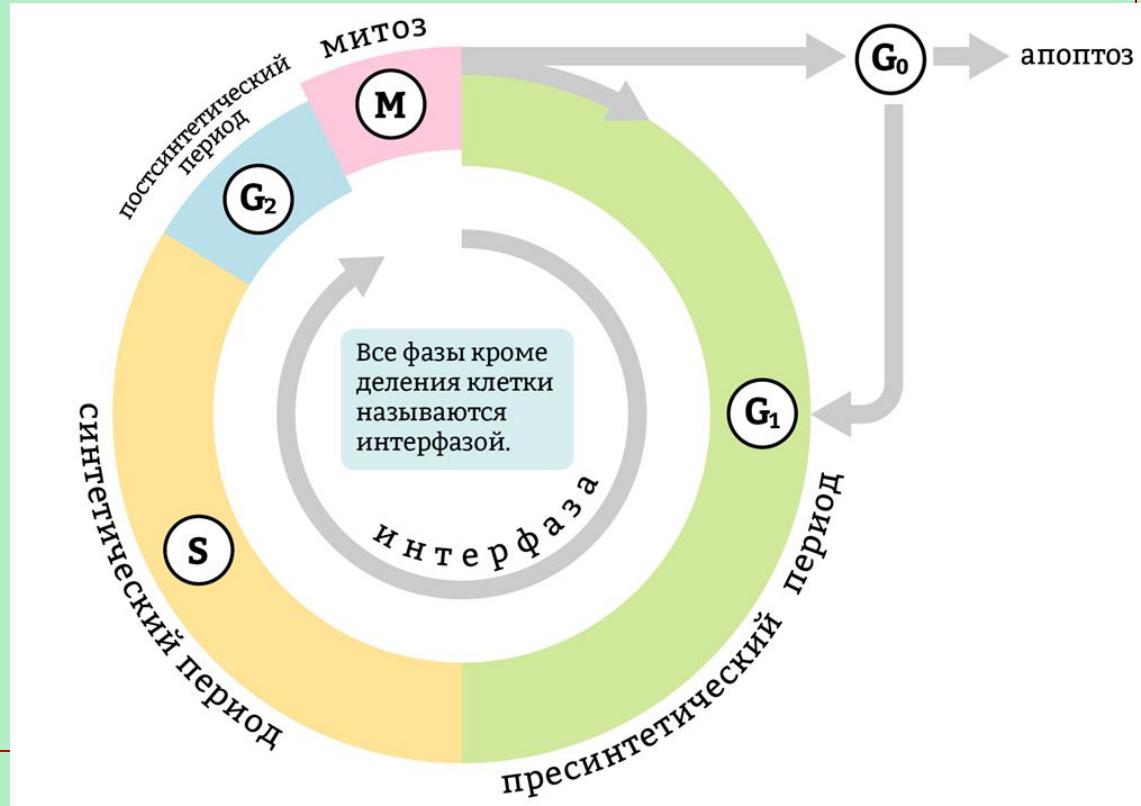 митоз
M
G₀
апоптоз
постсинтетический
период
G₂
Все фазы кроме
деления клетки
называются
интерфазой.
G₁
интерфаза
S
синтетический период
пресинтетический период